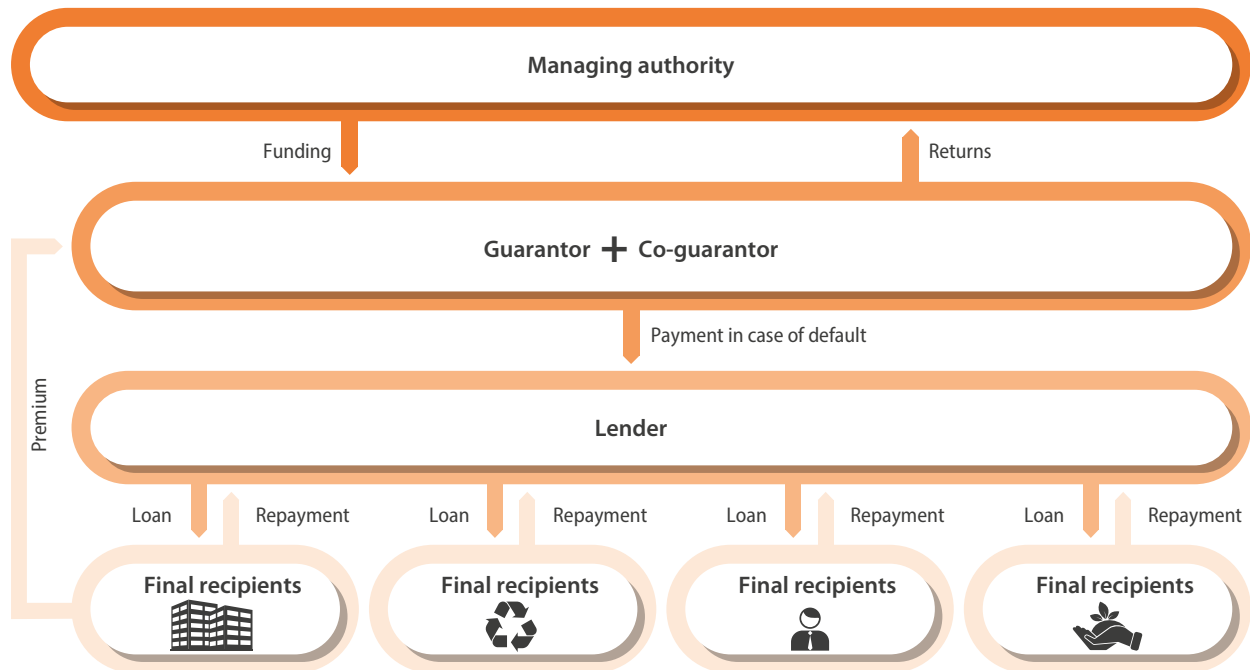 Managing authority
Funding
Returns
Guarantor + Co-guarantor
Payment in case of default
Premium
Lender
Loan Repayment Loan Repayment Loan Repayment Loan Repayment
Final recipients Final recipients Final recipients Final recipients